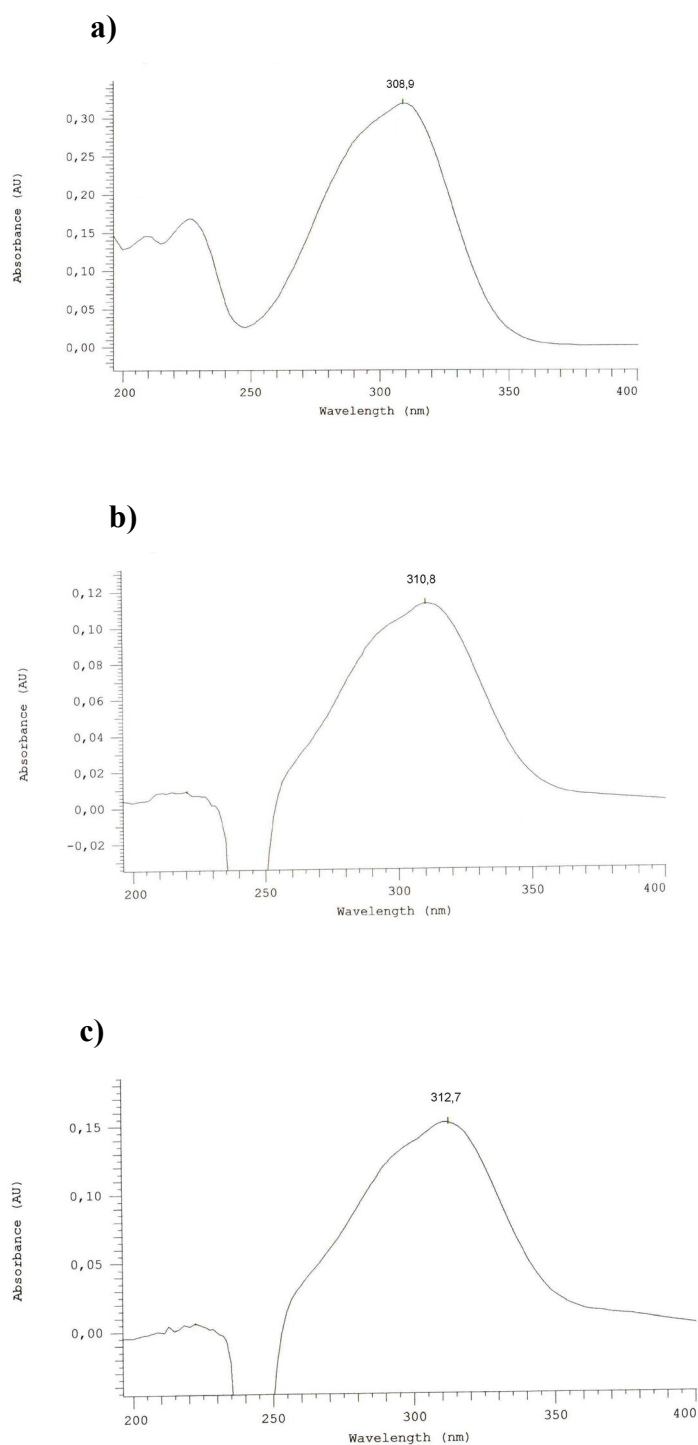 a)
308,9
0,30
0,25
0,20
0,15
0,10
0,05
0,00
Absorbance (AU)
200 250 300 350 400
Wavelength (nm)
b)
310,8
0,12
0,10
0,08
0,06
0,04
0,02
0,00
-0,02
Absorbance (AU)
200 250 300 350 400
Wavelength (nm)
c)
312,7
0,15
0,10
0,05
0,00
Absorbance (AU)
200 250 300 350 400
Wavelength (nm)